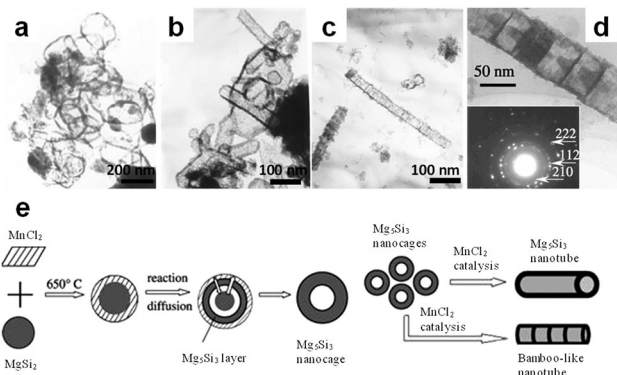 a
b
c
d
200 nm
100 nm
100 nm
50 nm
222
112
210
e
MnCl2
650° C
MgSi2
reaction
diffusion
Mg5Si3 layer
Mg5Si3
nanocage
Mg5Si3
nanocages
MnCl2
catalysis
MnCl2
catalysis
Mg5Si3
nanotube
Bamboo-like
nanotube